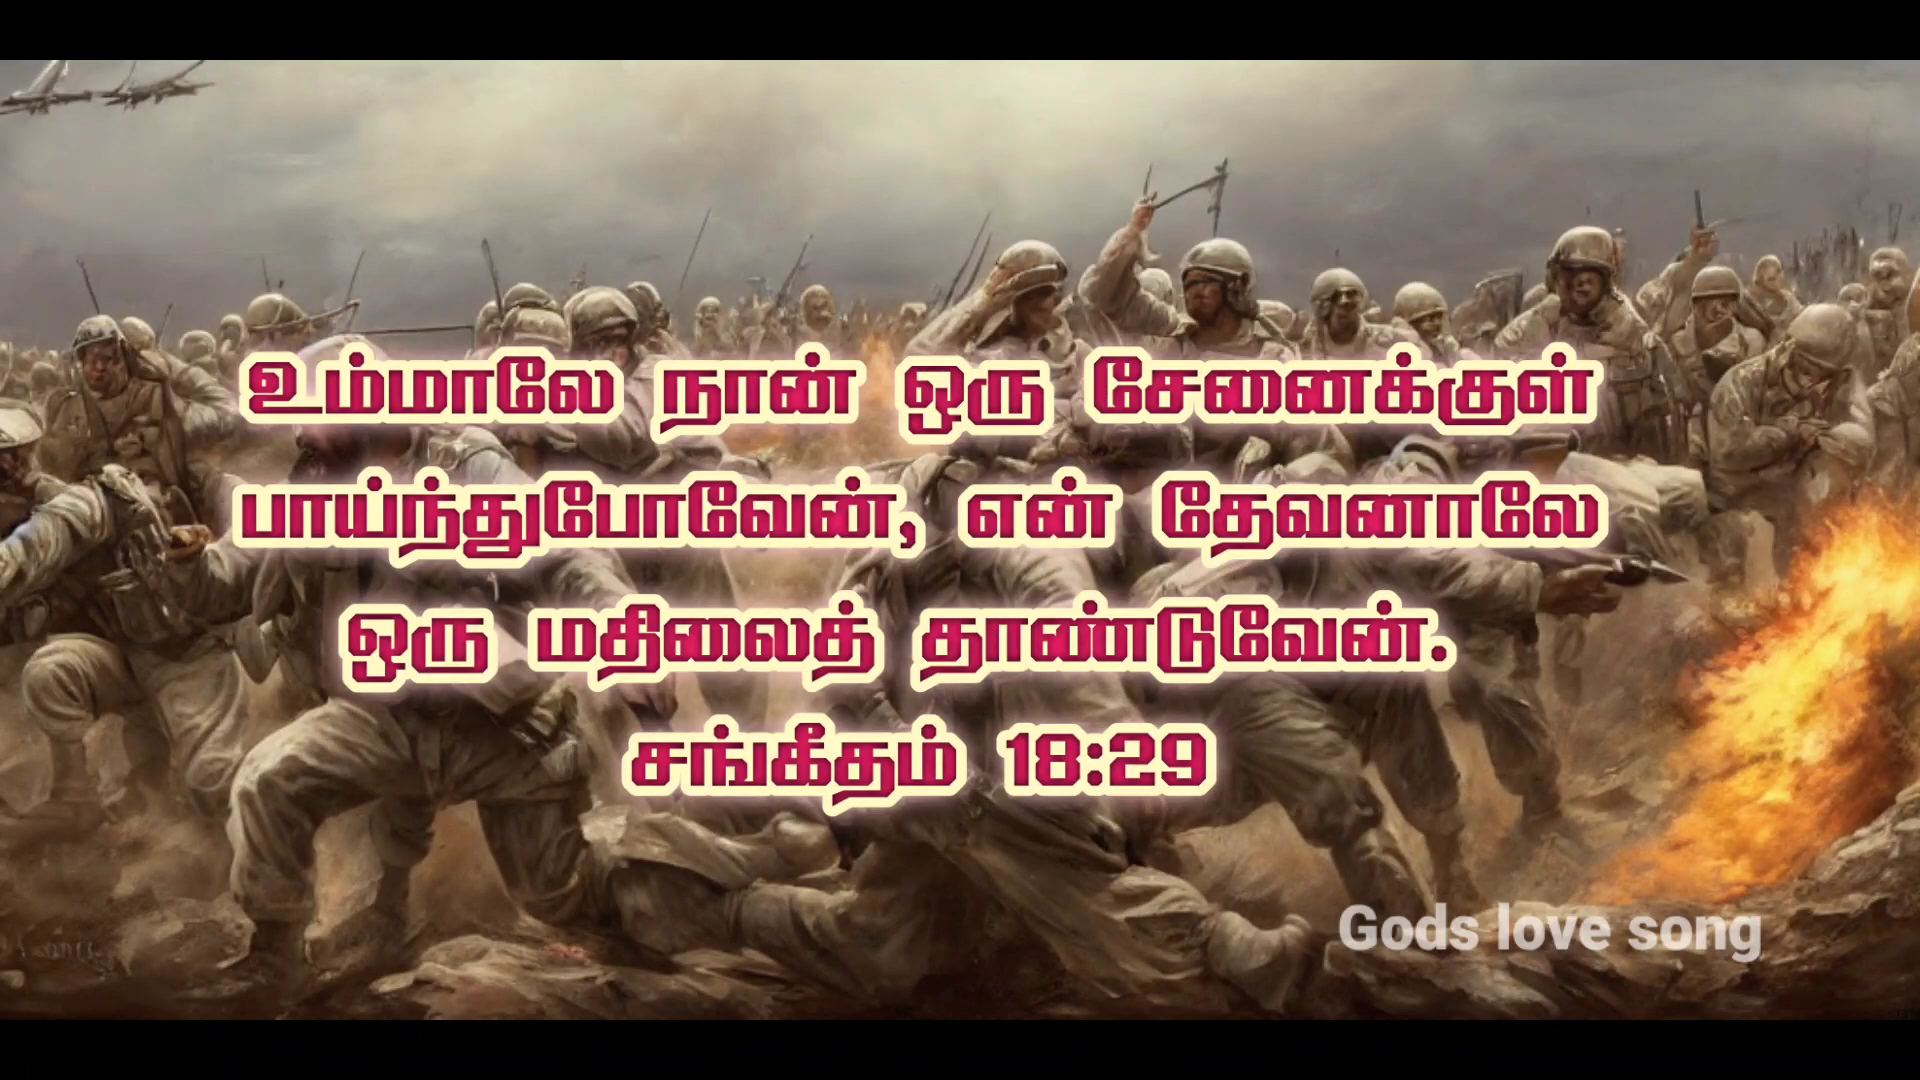 உம்மாலே நான் ஒரு சேனைக்குள்
பாய்ந்துபோவேன், என் தேவனாலே
ஒரு மதிலைத் தாண்டுவேன்.
சங்கீதம் 18:29
Gods love song